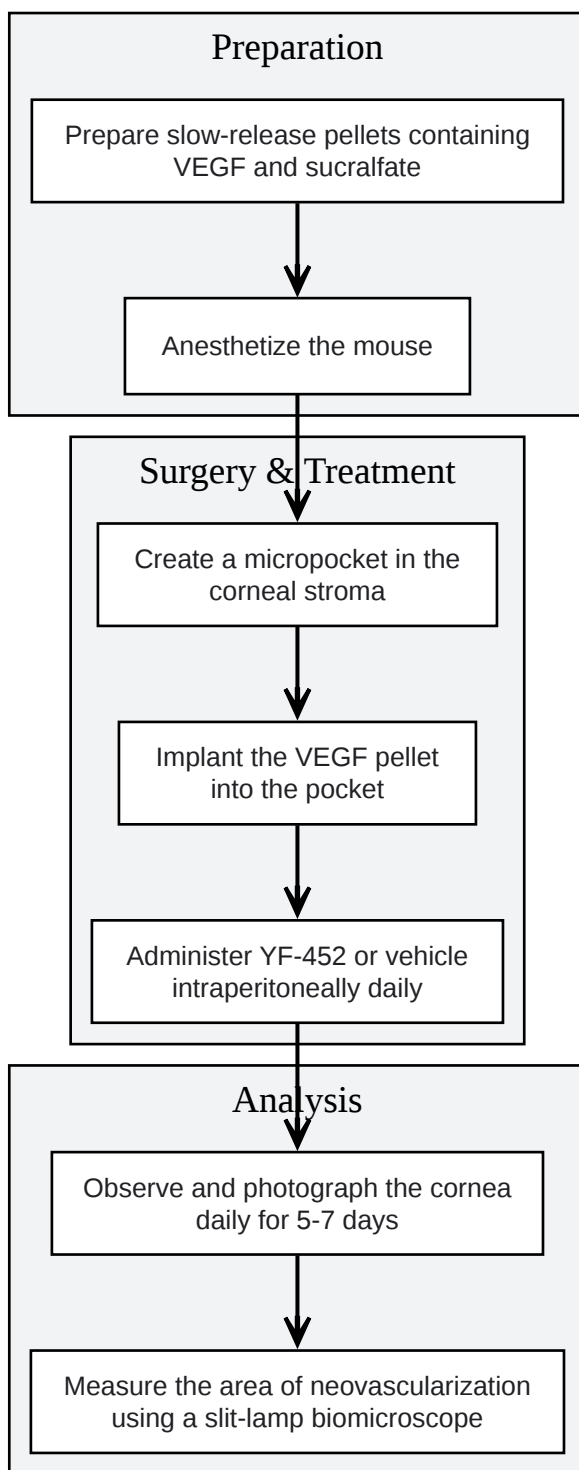 Preparation
Prepare slow-release pellets containing
VEGF and sucralfate
Anesthetize the mouse
Surgery & Treatment
Create a micropocket in the
corneal stroma
Implant the VEGF pellet
into the pocket
Administer YF-452 or vehicle
intraperitoneally daily
Analysis
Observe and photograph the cornea
daily for 5-7 days
Measure the area of neovascularization
using a slit-lamp biomicroscope